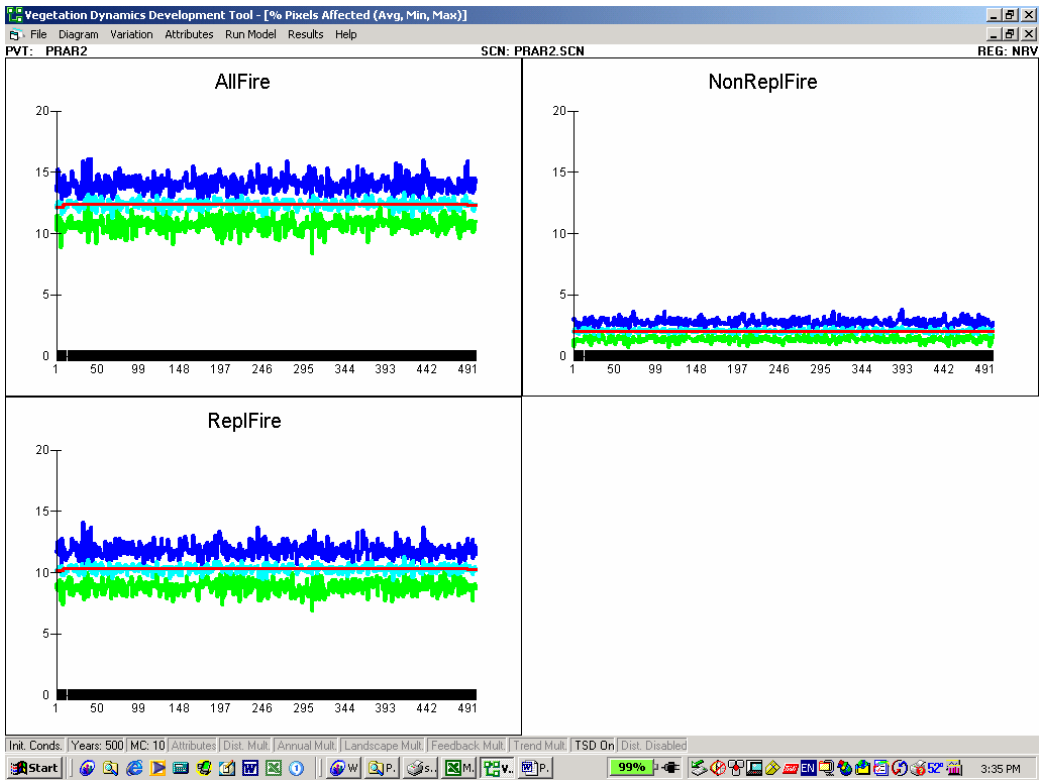 Vegetation Dynamics Development Tool - [% Pixels Affected (Avg, Min, Max)]
File Diagram Variation Attributes Run Model Results Help
PVT: PRAR2 SCN: PRAR2.SCN REG: NRV
AllFire
20
15
10
5
0
1 50 99 148 197 246 295 344 393 442 491
NonReplFire
20
15
10
5
0
1 50 99 148 197 246 295 344 393 442 491
ReplFire
20
15
10
5
0
1 50 99 148 197 246 295 344 393 442 491
Init. Conds. Years: 500 MC: 10 Attributes Dist. Mult. Annual Mult. Landscape Mult. Feedback Mult. Trend Mult. TSD On Dist. Disabled
Start W P. s.. M. V.. P. 99% EN 52° 3:35 PM